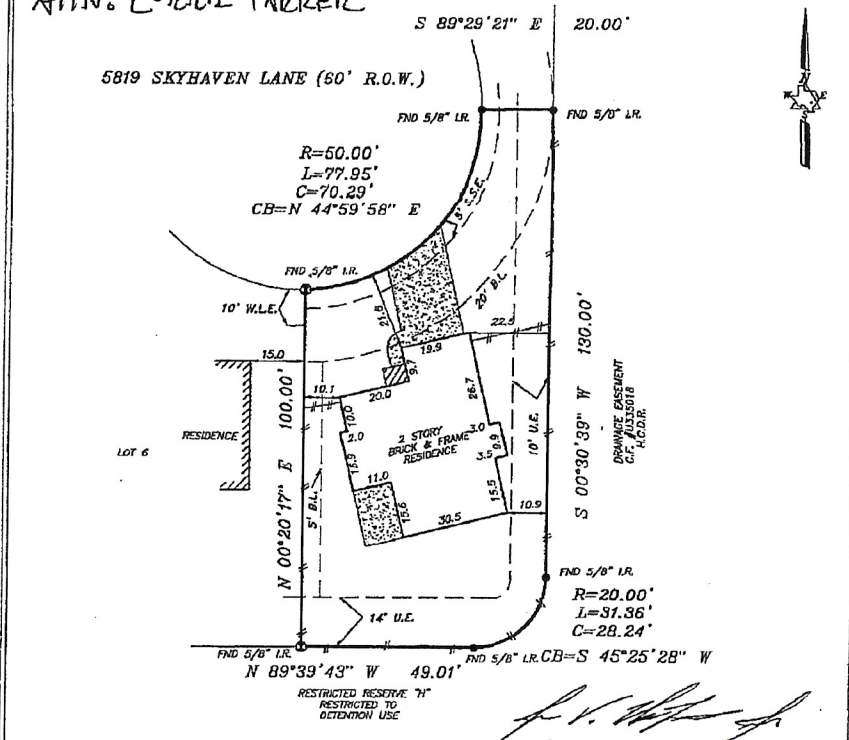 S 89°29'21" E 20.00'
5819 SKYHAVEN LANE (60' R.O.W.)
N
W E
S
FND 5/8" I.R.
FND 5/8" I.R.
R=50.00'
L=77.95'
C=70.29'
CB=N 44°59'58" E
8' S.S.E.
FND 5/8" I.R.
10' W.L.E.
20' B.L.
21.8
22.5
15.0
19.9
9.7
10.1
20.0
26.7
10.0
2.0
3.0
9.9
3.5
15.9
2 STORY
BRICK & FRAME
RESIDENCE
RESIDENCE
LOT 6
N 00°20'17" E 100.00'
5' B.L.
11.0
15.6
30.5
15.5
10.9
10' U.E.
S 00°30'39" W 130.00'
DRAINAGE EASEMENT
C.F. #U335018
H.C.D.R.
FND 5/8" I.R.
R=20.00'
L=31.36'
C=28.24'
CB=S 45°25'28" W
14' U.E.
FND 5/8" I.R.
FND 5/8" I.R.
N 89°39'43" W 49.01'
RESTRICTED RESERVE "H"
RESTRICTED TO
DETENTION USE